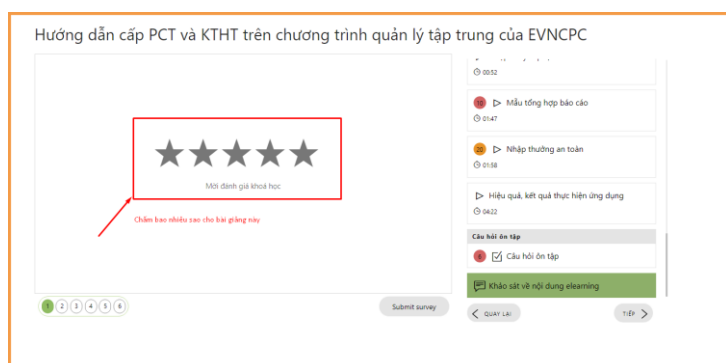 Hướng dẫn cấp PCT và KTHT trên chương trình quản lý tập trung của EVNCPC
Mời đánh giá khoá học
Chấm bao nhiêu sao cho bài giảng này
1 2 3 4 5 6
Submit survey
00:52
10 Mẫu tổng hợp báo cáo
01:47
20 Nhập thưởng an toàn
01:58
Hiệu quả, kết quả thực hiện ứng dụng
04:22
Câu hỏi ôn tập
6 Câu hỏi ôn tập
Khảo sát về nội dung elearning
QUAY LẠI
TIẾP